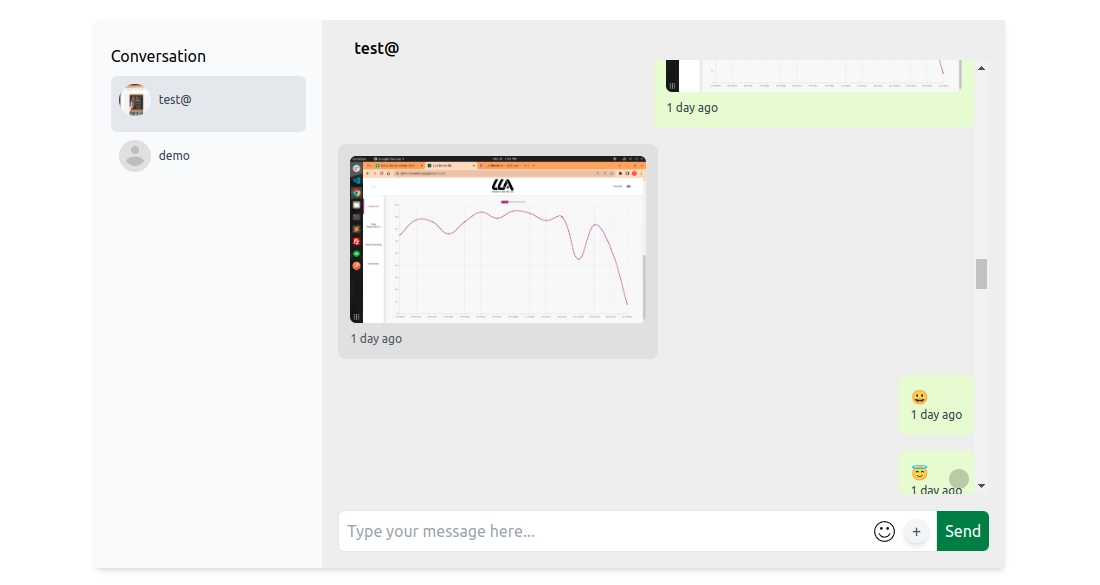 Conversation
test@
demo
test@
1 day ago
LLA
1 day ago
😀
1 day ago
😇
1 day ago
Type your message here...
+
Send